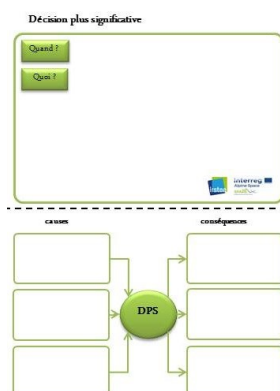 Décision plus significative
Quand ?
Quoi ?
Interreg
Alpine Space
causes
conséquences
DPS